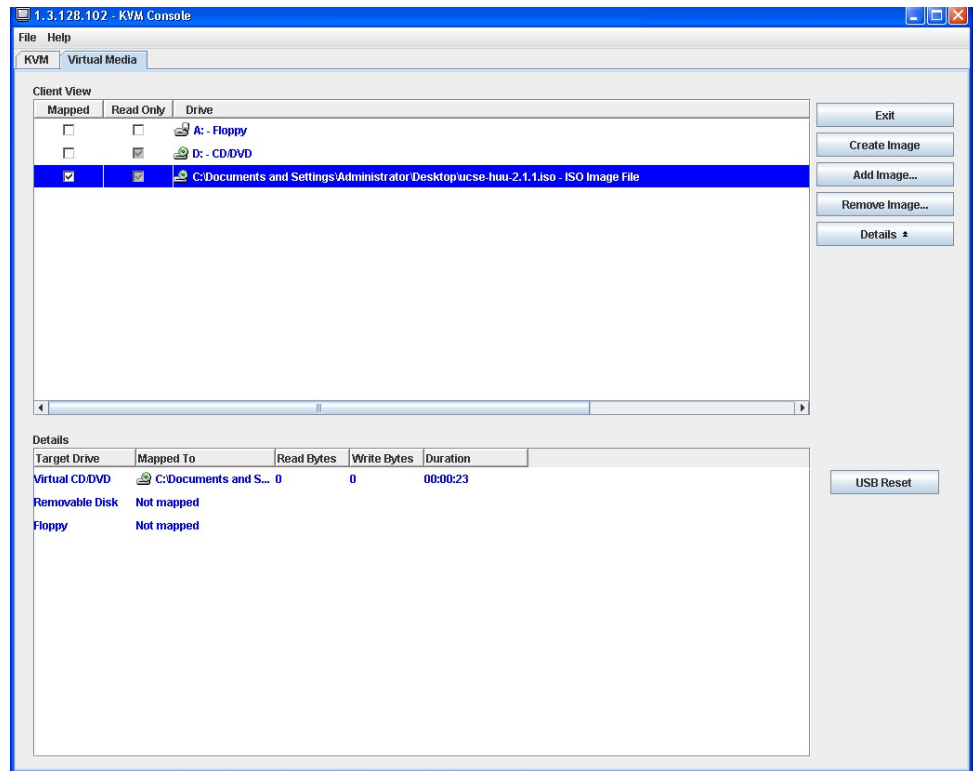 1.3.128.102 - KVM Console
File Help
KVM Virtual Media
Client View
Mapped Read Only Drive
A: - Floppy
D: - CD/DVD
C:\Documents and Settings\Administrator\Desktop\ucse-huu-2.1.1.iso - ISO Image File
Exit
Create Image
Add Image...
Remove Image...
Details
Details
Target Drive Mapped To Read Bytes Write Bytes Duration
Virtual CD/DVD C:\Documents and S... 0 0 00:00:23
Removable Disk Not mapped
Floppy Not mapped
USB Reset